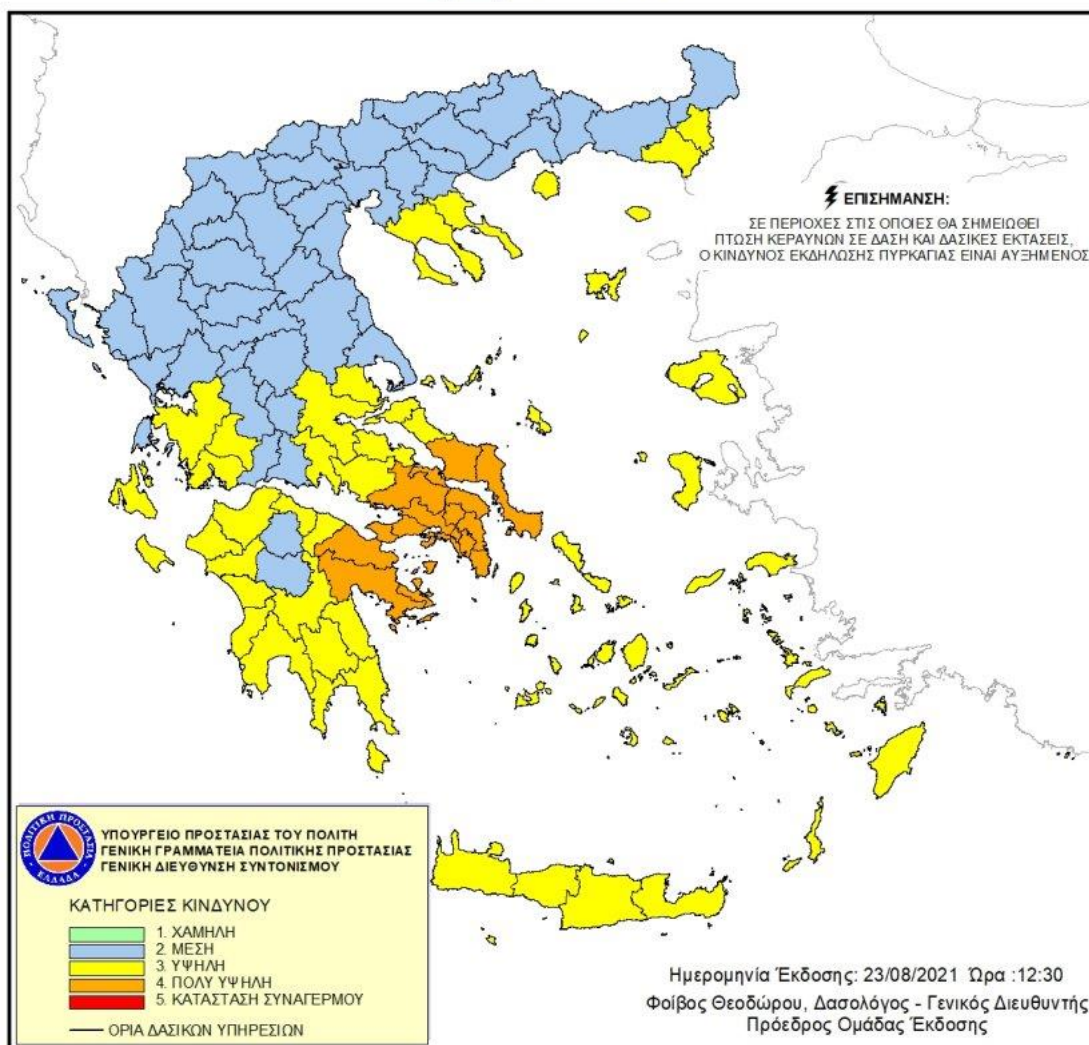 ΕΠΙΣΗΜΑΝΣΗ:
ΣΕ ΠΕΡΙΟΧΕΣ ΣΤΙΣ ΟΠΟΙΕΣ ΘΑ ΣΗΜΕΙΩΘΕΙ
ΠΤΩΣΗ ΚΕΡΑΥΝΩΝ ΣΕ ΔΑΣΗ ΚΑΙ ΔΑΣΙΚΕΣ ΕΚΤΑΣΕΙΣ,
Ο ΚΙΝΔΥΝΟΣ ΕΚΔΗΛΩΣΗΣ ΠΥΡΚΑΓΙΑΣ ΕΙΝΑΙ ΑΥΞΗΜΕΝΟΣ
ΠΟΛΙΤΙΚΗ ΠΡΟΣΤΑΣΙΑ
ΕΛΛΑΔΑ
ΥΠΟΥΡΓΕΙΟ ΠΡΟΣΤΑΣΙΑΣ ΤΟΥ ΠΟΛΙΤΗ
ΓΕΝΙΚΗ ΓΡΑΜΜΑΤΕΙΑ ΠΟΛΙΤΙΚΗΣ ΠΡΟΣΤΑΣΙΑΣ
ΓΕΝΙΚΗ ΔΙΕΥΘΥΝΣΗ ΣΥΝΤΟΝΙΣΜΟΥ
ΚΑΤΗΓΟΡΙΕΣ ΚΙΝΔΥΝΟΥ
1. ΧΑΜΗΛΗ
2. ΜΕΣΗ
3. ΥΨΗΛΗ
4. ΠΟΛΥ ΥΨΗΛΗ
5. ΚΑΤΑΣΤΑΣΗ ΣΥΝΑΓΕΡΜΟΥ
ΟΡΙΑ ΔΑΣΙΚΩΝ ΥΠΗΡΕΣΙΩΝ
Ημερομηνία Έκδοσης: 23/08/2021 Ώρα :12:30
Φοίβος Θεοδώρου, Δασολόγος - Γενικός Διευθυντής
Πρόεδρος Ομάδας Έκδοσης